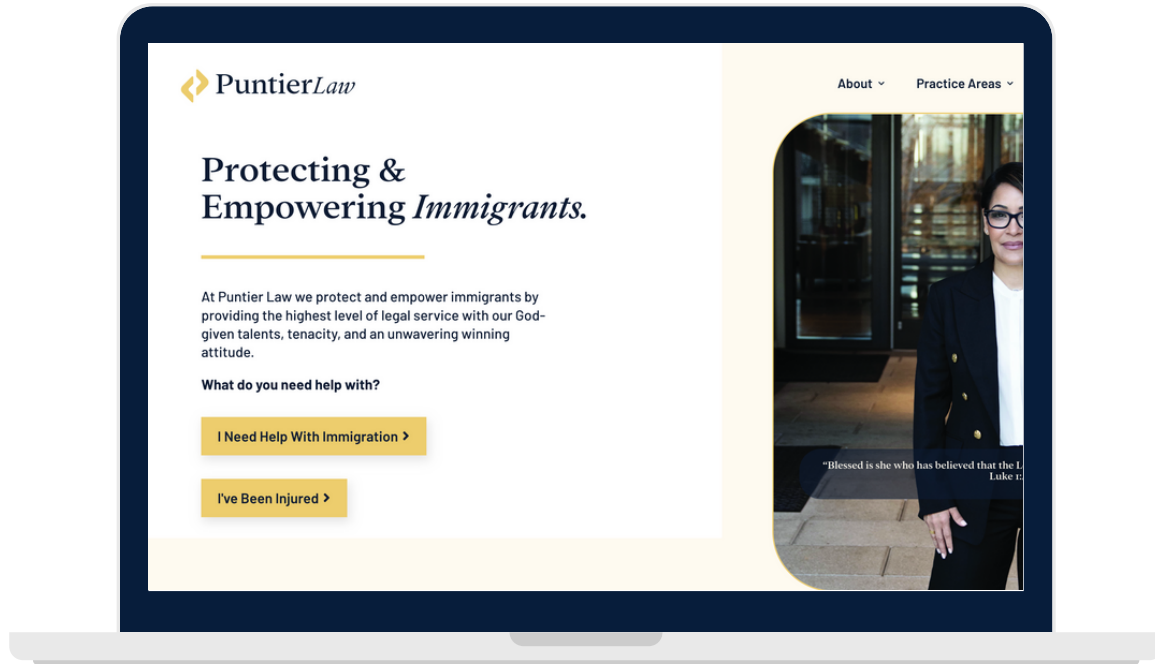 PuntierLaw
About
Practice Areas
Protecting &
Empowering Immigrants.
At Puntier Law we protect and empower immigrants by
providing the highest level of legal service with our God-
given talents, tenacity, and an unwavering winning
attitude.
What do you need help with?
I Need Help With Immigration
I've Been Injured
“Blessed is she who has believed that the L
Luke 1: